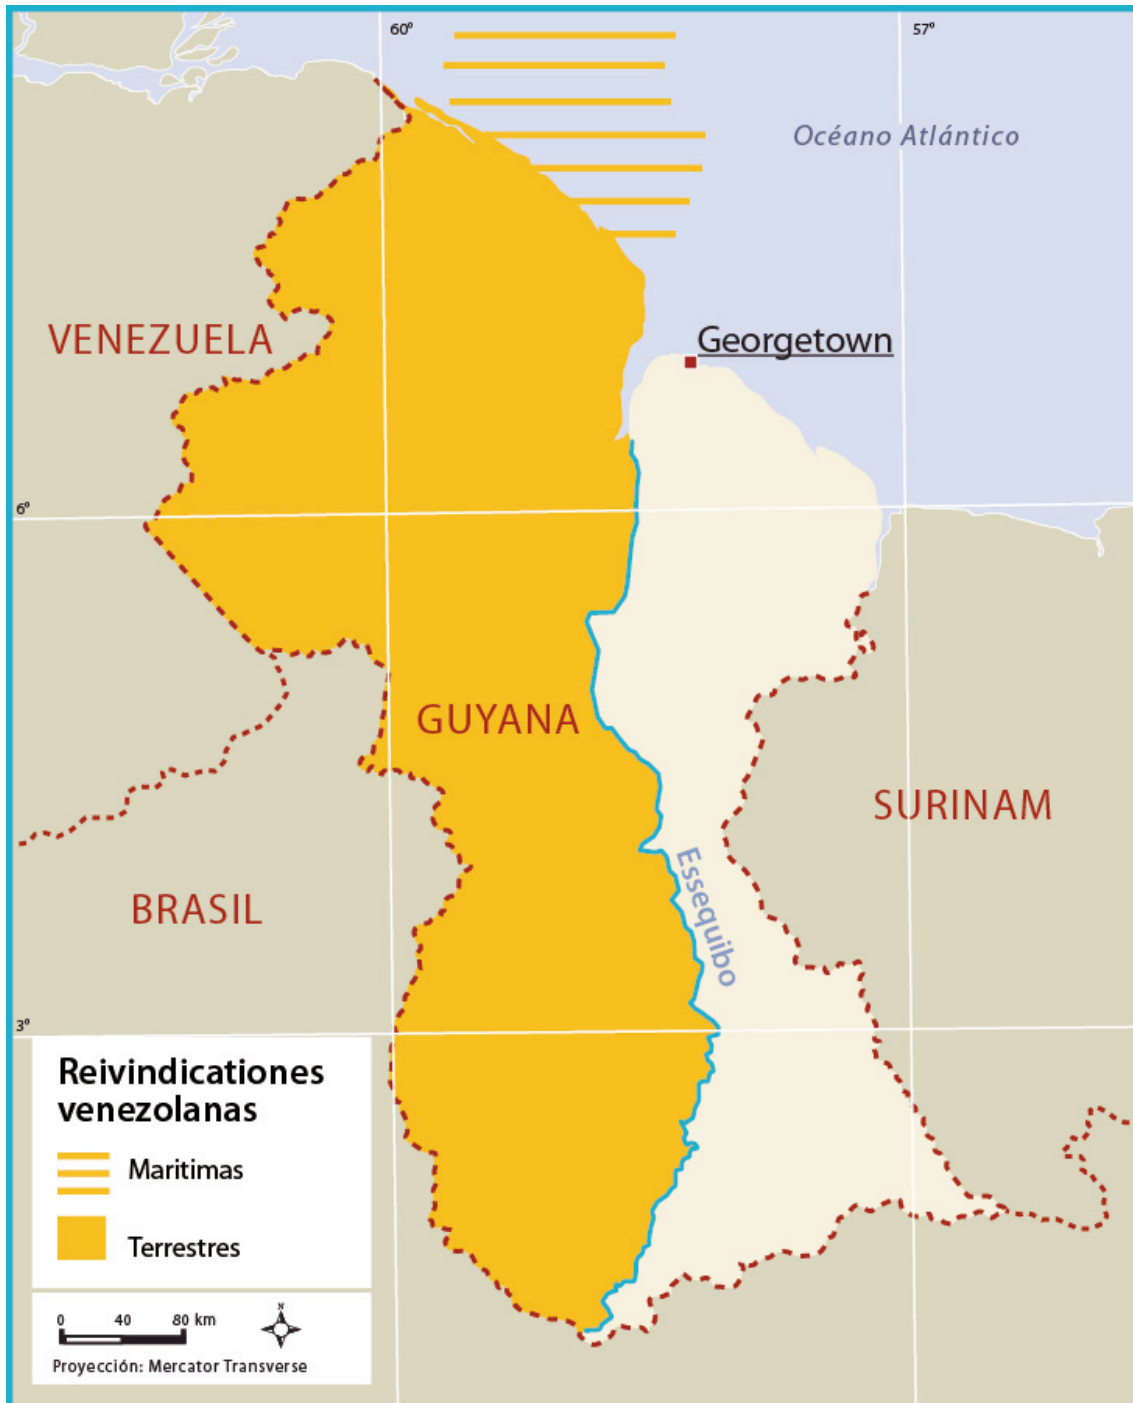 60º
57º
Océano Atlántico
VENEZUELA
Georgetown
6º
GUYANA
SURINAM
Essequibo
BRASIL
3º
Reivindicationes
venezolanas
Maritimas
Terrestres
0 40 80 km
N
Proyección: Mercator Transverse